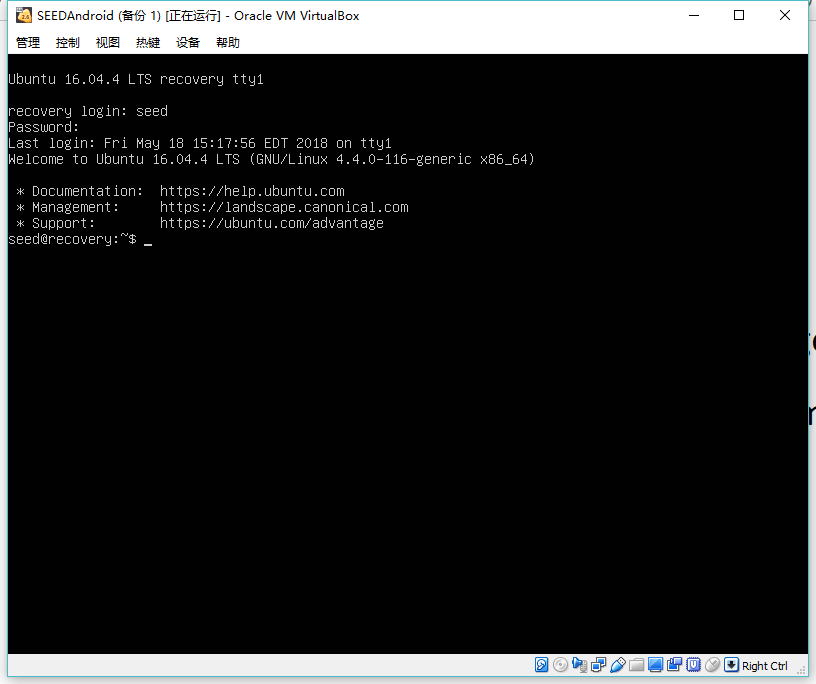 SEEDAndroid (备份 1) [正在运行] - Oracle VM VirtualBox
管理 控制 视图 热键 设备 帮助
Ubuntu 16.04.4 LTS recovery tty1
recovery login: seed
Password:
Last login: Fri May 18 15:17:56 EDT 2018 on tty1
Welcome to Ubuntu 16.04.4 LTS (GNU/Linux 4.4.0-116-generic x86_64)
* Documentation: https://help.ubuntu.com
* Management: https://landscape.canonical.com
* Support: https://ubuntu.com/advantage
seed@recovery:~$ _
Right Ctrl